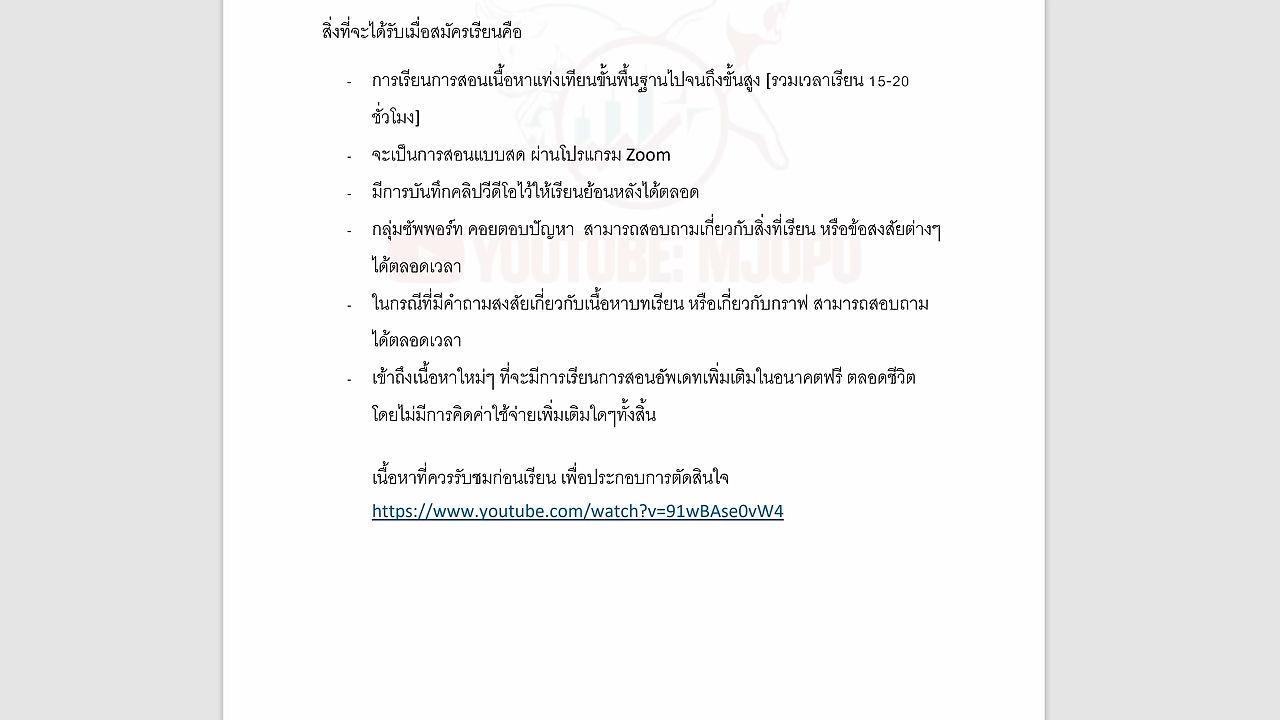 สิ่งที่จะได้รับเมื่อสมัครเรียนคือ
- การเรียนการสอนเนื้อหาแท่งเทียนขั้นพื้นฐานไปจนถึงขั้นสูง [รวมเวลาเรียน 15-20
ชั่วโมง]
- จะเป็นการสอนแบบสด ผ่านโปรแกรม Zoom
- มีการบันทึกคลิปวีดีโอไว้ให้เรียนย้อนหลังได้ตลอด
- กลุ่มซัพพอร์ท คอยตอบปัญหา  สามารถสอบถามเกี่ยวกับสิ่งที่เรียน หรือข้อสงสัยต่างๆ
ได้ตลอดเวลา
YOUTUBE: MJOPU
- ในกรณีที่มีคำถามสงสัยเกี่ยวกับเนื้อหาบทเรียน หรือเกี่ยวกับกราฟ สามารถสอบถาม
ได้ตลอดเวลา
- เข้าถึงเนื้อหาใหม่ๆ ที่จะมีการเรียนการสอนอัพเดทเพิ่มเติมในอนาคตฟรี ตลอดชีวิต
โดยไม่มีการคิดค่าใช้จ่ายเพิ่มเติมใดๆทั้งสิ้น
เนื้อหาที่ควรรับชมก่อนเรียน เพื่อประกอบการตัดสินใจ
https://www.youtube.com/watch?v=91wBAse0vW4